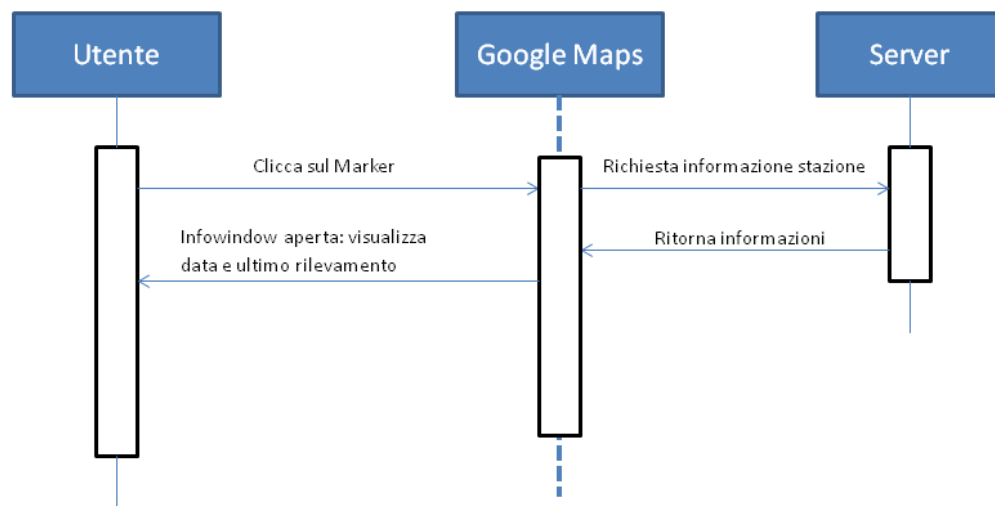 Utente
Google Maps
Server
Clicca sul Marker
Richiesta informazione stazione
Infowindow aperta: visualizza
data e ultimo rilevamento
Ritorna informazioni